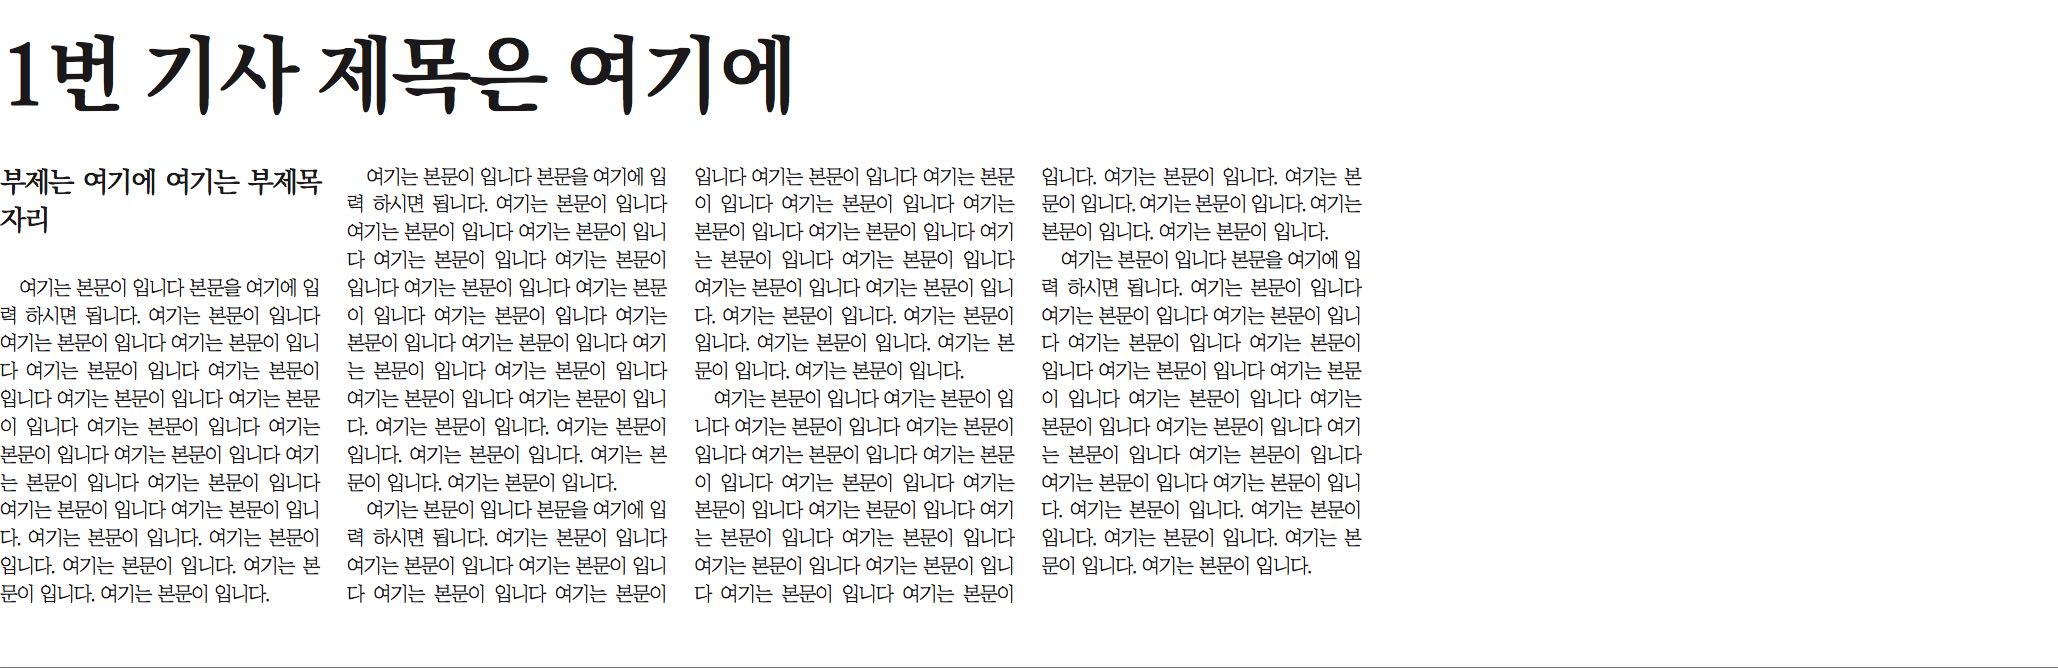 1번 기사 제목은 여기에
부제는 여기에 여기는 부제목
자리
여기는 본문이 입니다 본문을 여기에 입
력 하시면 됩니다. 여기는 본문이 입니다
여기는 본문이 입니다 여기는 본문이 입니
다 여기는 본문이 입니다 여기는 본문이
입니다 여기는 본문이 입니다 여기는 본문
이 입니다 여기는 본문이 입니다 여기는
본문이 입니다 여기는 본문이 입니다 여기
는 본문이 입니다 여기는 본문이 입니다
여기는 본문이 입니다 여기는 본문이 입니
다. 여기는 본문이 입니다. 여기는 본문이
입니다. 여기는 본문이 입니다. 여기는 본
문이 입니다. 여기는 본문이 입니다.
여기는 본문이 입니다 본문을 여기에 입
력 하시면 됩니다. 여기는 본문이 입니다
여기는 본문이 입니다 여기는 본문이 입니
다 여기는 본문이 입니다 여기는 본문이
입니다 여기는 본문이 입니다 여기는 본문
이 입니다 여기는 본문이 입니다 여기는
본문이 입니다 여기는 본문이 입니다 여기
는 본문이 입니다 여기는 본문이 입니다
여기는 본문이 입니다 여기는 본문이 입니
다. 여기는 본문이 입니다. 여기는 본문이
입니다. 여기는 본문이 입니다. 여기는 본
문이 입니다. 여기는 본문이 입니다.
여기는 본문이 입니다 본문을 여기에 입
력 하시면 됩니다. 여기는 본문이 입니다
여기는 본문이 입니다 여기는 본문이 입니
다 여기는 본문이 입니다 여기는 본문이
입니다 여기는 본문이 입니다 여기는 본문
이 입니다 여기는 본문이 입니다 여기는
본문이 입니다 여기는 본문이 입니다 여기
는 본문이 입니다 여기는 본문이 입니다
여기는 본문이 입니다 여기는 본문이 입니
다. 여기는 본문이 입니다. 여기는 본문이
입니다. 여기는 본문이 입니다. 여기는 본
문이 입니다. 여기는 본문이 입니다.
여기는 본문이 입니다 여기는 본문이 입
니다 여기는 본문이 입니다 여기는 본문이
입니다 여기는 본문이 입니다 여기는 본문
이 입니다 여기는 본문이 입니다 여기는
본문이 입니다 여기는 본문이 입니다 여기
는 본문이 입니다 여기는 본문이 입니다
여기는 본문이 입니다 여기는 본문이 입니
다 여기는 본문이 입니다 여기는 본문이
입니다. 여기는 본문이 입니다. 여기는 본
문이 입니다. 여기는 본문이 입니다. 여기는
본문이 입니다. 여기는 본문이 입니다.
여기는 본문이 입니다 본문을 여기에 입
력 하시면 됩니다. 여기는 본문이 입니다
여기는 본문이 입니다 여기는 본문이 입니
다 여기는 본문이 입니다 여기는 본문이
입니다 여기는 본문이 입니다 여기는 본문
이 입니다 여기는 본문이 입니다 여기는
본문이 입니다 여기는 본문이 입니다 여기
는 본문이 입니다 여기는 본문이 입니다
여기는 본문이 입니다 여기는 본문이 입니
다. 여기는 본문이 입니다. 여기는 본문이
입니다. 여기는 본문이 입니다. 여기는 본
문이 입니다. 여기는 본문이 입니다.